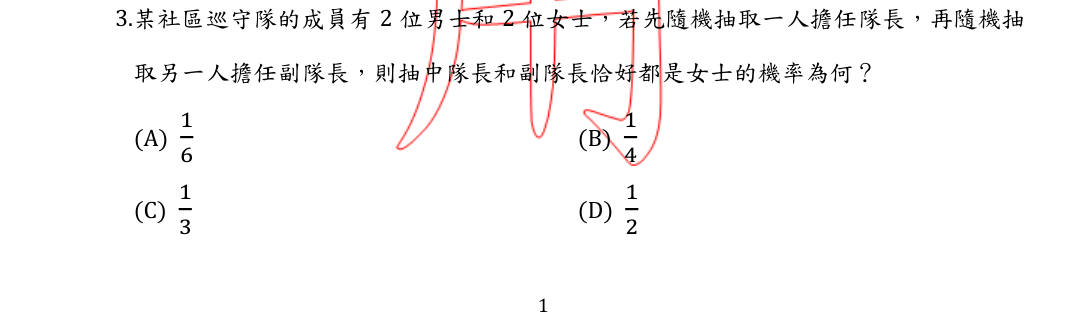 3.某社區巡守隊的成員有 2 位男士和 2 位女士，若先隨機抽取一人擔任隊長，再隨機抽
取另一人擔任副隊長，則抽中隊長和副隊長恰好都是女士的機率為何？
(A) 1/6 (B) 1/4
(C) 1/3 (D) 1/2
1